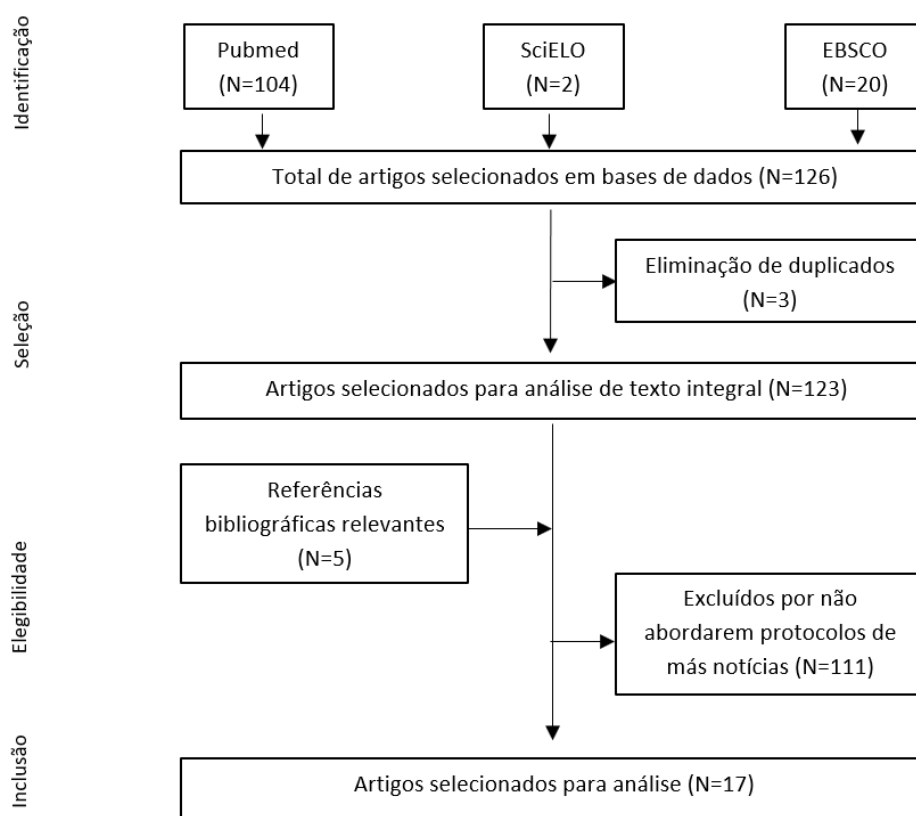 Identificação
Pubmed
(N=104)
SciELO
(N=2)
EBSCO
(N=20)
Total de artigos selecionados em bases de dados (N=126)
Seleção
Eliminação de duplicados
(N=3)
Artigos selecionados para análise de texto integral (N=123)
Elegibilidade
Referências
bibliográficas relevantes
(N=5)
Excluídos por não
abordarem protocolos de
más notícias (N=111)
Inclusão
Artigos selecionados para análise (N=17)